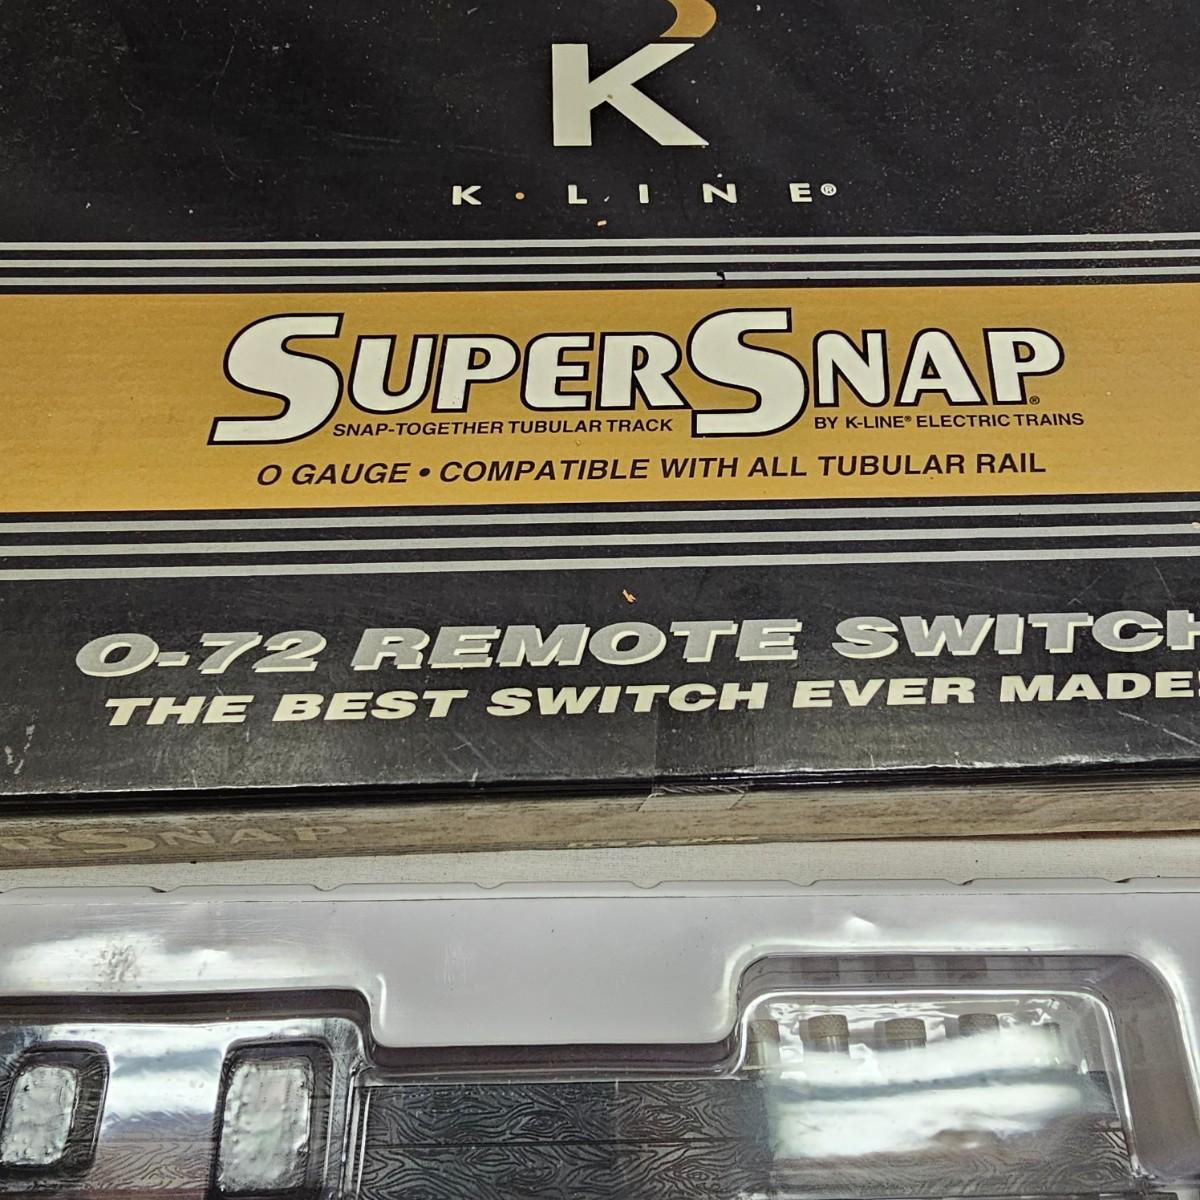 K
K·LINE®
SUPERSNAP®
SNAP-TOGETHER TUBULAR TRACK BY K-LINE® ELECTRIC TRAINS
O GAUGE • COMPATIBLE WITH ALL TUBULAR RAIL
O-72 REMOTE SWITCH
THE BEST SWITCH EVER MADE!
RSNAP